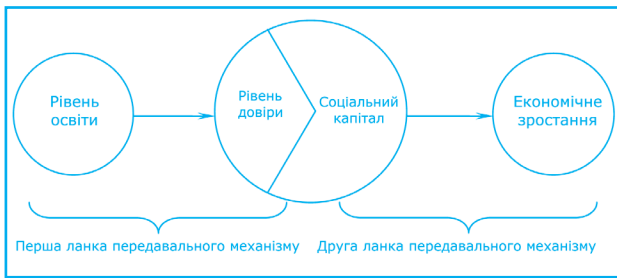 Рівень
освіти
Рівень
довіри
Соціальний
капітал
Економічне
зростання
Перша ланка передавального механізму
Друга ланка передавального механізму